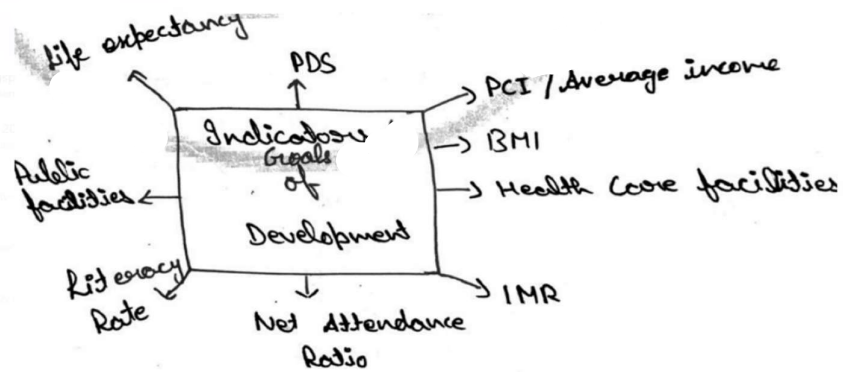 Life expectancy
PDS
PCI / Average income
Indicators
Goals
of
Development
BMI
Health Care facilities
Public
facilities
Literacy
Rate
Net Attendance
Ratio
IMR